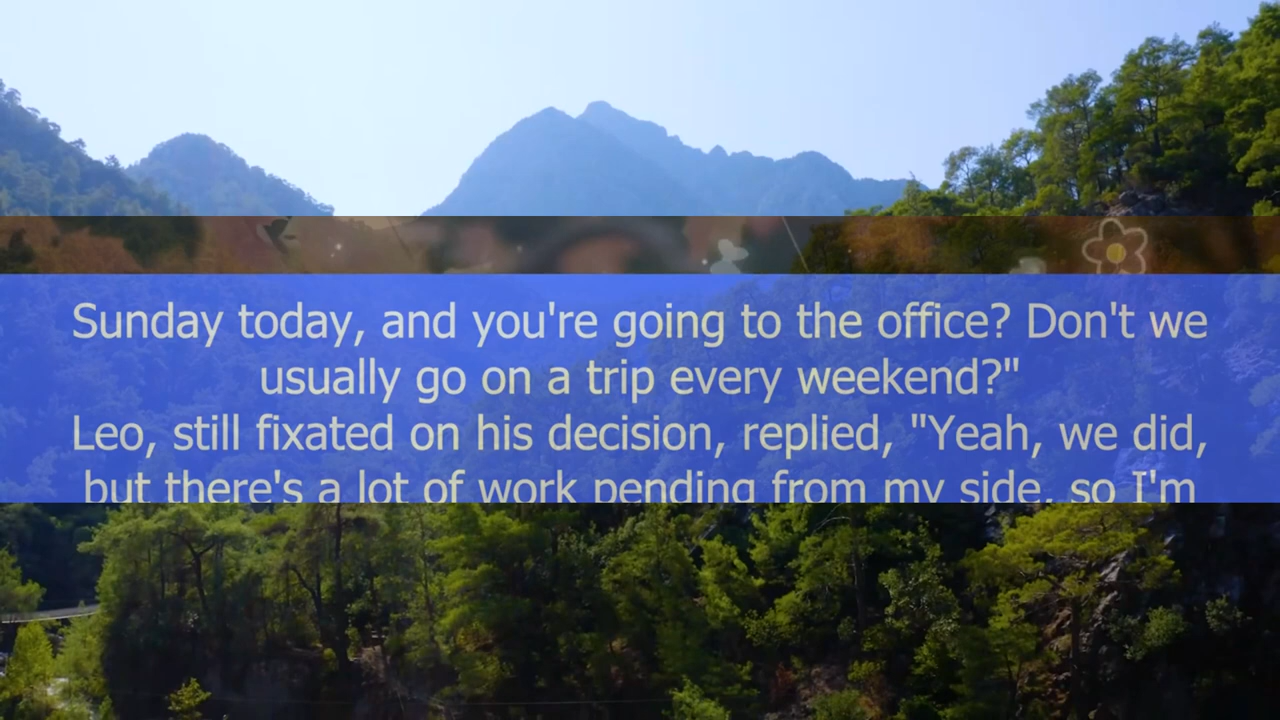 Sunday today, and you're going to the office? Don't we
usually go on a trip every weekend?"
Leo, still fixated on his decision, replied, "Yeah, we did,
but there's a lot of work pending from my side, so I'm